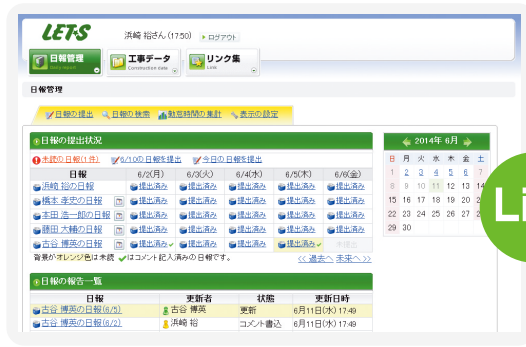 LET'S 浜崎 裕さん (1750) ログアウト
日報管理 Daily report 工事データ Construction data リンク集 Link
日報管理
日報の提出 日報の検索 勤怠時間の集計 表示の設定
日報の提出状況
未読の日報(1件) 6/10の日報を提出 今日の日報を提出
日報 6/2(月) 6/3(火) 6/4(水) 6/5(木) 6/6(金)
浜崎 裕の日報 提出済み 提出済み 提出済み 提出済み 提出済み
橋本 孝史の日報 提出済み 提出済み 提出済み 提出済み 提出済み
本田 浩一郎の日報 提出済み 提出済み 提出済み 提出済み 提出済み
藤田 大輔の日報 提出済み 提出済み 提出済み 提出済み 提出済み
古谷 博英の日報 提出済み 提出済み 提出済み 提出済み 未提出
背景がオレンジ色は未読 はコメント記入済みの日報です。 << 過去へ 未来へ >>
日報の報告一覧
日報 更新者 状態 更新日時
古谷 博英の日報(6/5) 古谷 博英 更新 6月11日(水) 17:49
古谷 博英の日報(6/2) 浜崎 裕 コメント書込 6月11日(水) 17:49
2014年 6月
日 月 火 水 木 金 土
1 2 3 4 5 6 7
8 9 10 11 12 13 14
15 16 17 18 19 20
22 23 24 25 26 27
29 30
Li